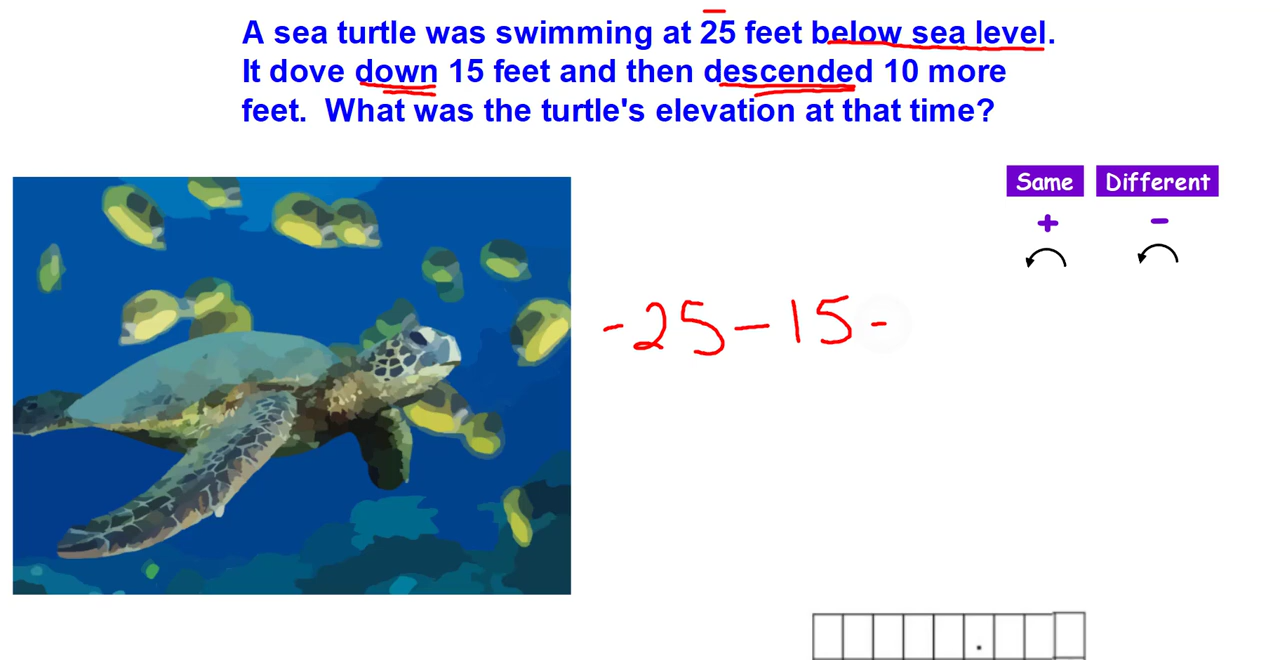 A sea turtle was swimming at 25 feet below sea level.
It dove down 15 feet and then descended 10 more
feet. What was the turtle's elevation at that time?
Same Different
+ -
-25-15-
.